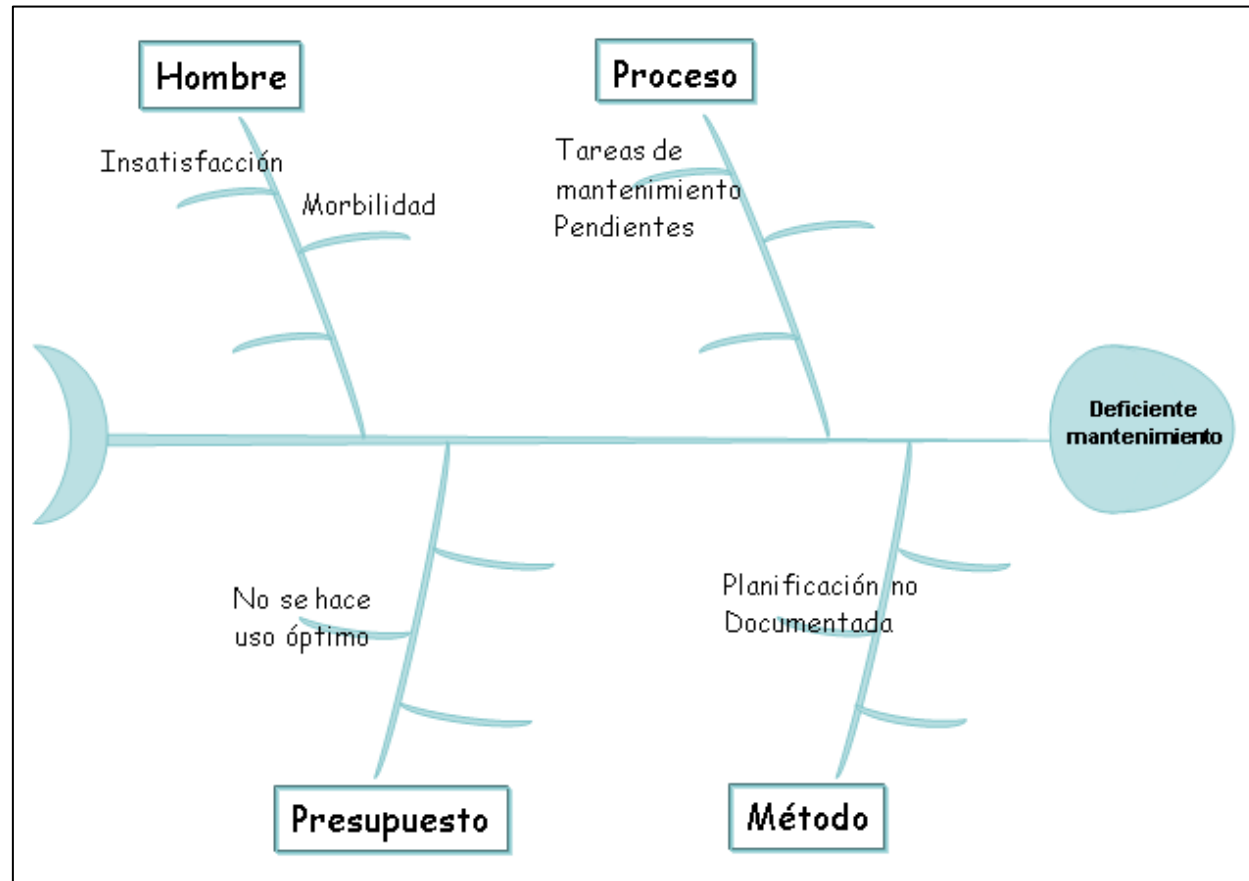 Hombre
Proceso
Insatisfacción
Morbilidad
Tareas de
mantenimiento
Pendientes
Deficiente
mantenimiento
No se hace
uso óptimo
Planificación no
Documentada
Presupuesto
Método